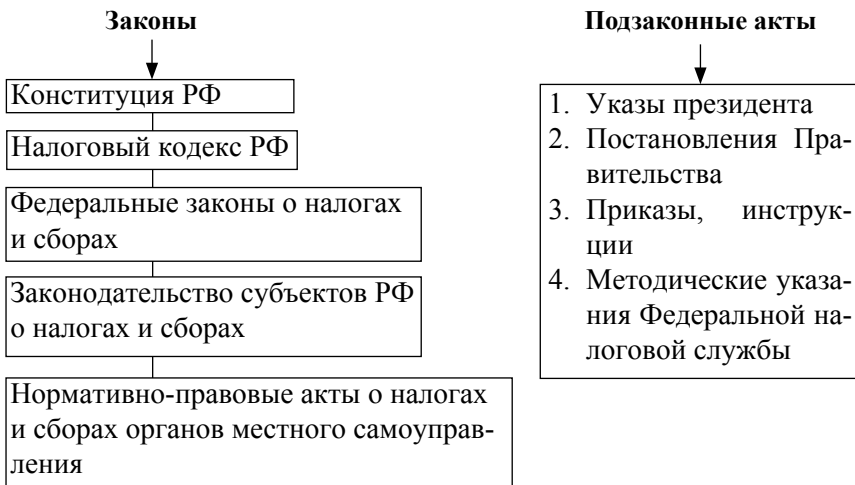 Законы
Конституция РФ
Налоговый кодекс РФ
Федеральные законы о налогах
и сборах
Законодательство субъектов РФ
о налогах и сборах
Нормативно-правовые акты о налогах
и сборах органов местного самоуправ-
ления
Подзаконные акты
1. Указы президента
2. Постановления Пра-
вительства
3. Приказы, инструк-
ции
4. Методические указа-
ния Федеральной на-
логовой службы